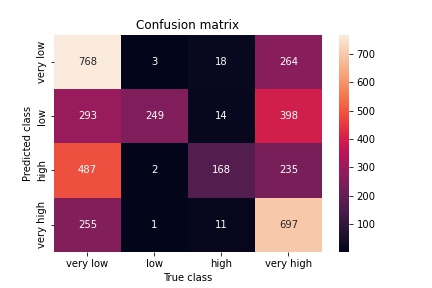 Confusion matrix
very low 768 3 18 264
low 293 249 14 398
high 487 2 168 235
very high 255 1 11 697
very low low high very high
True class
Predicted class
700
600
500
400
300
200
100